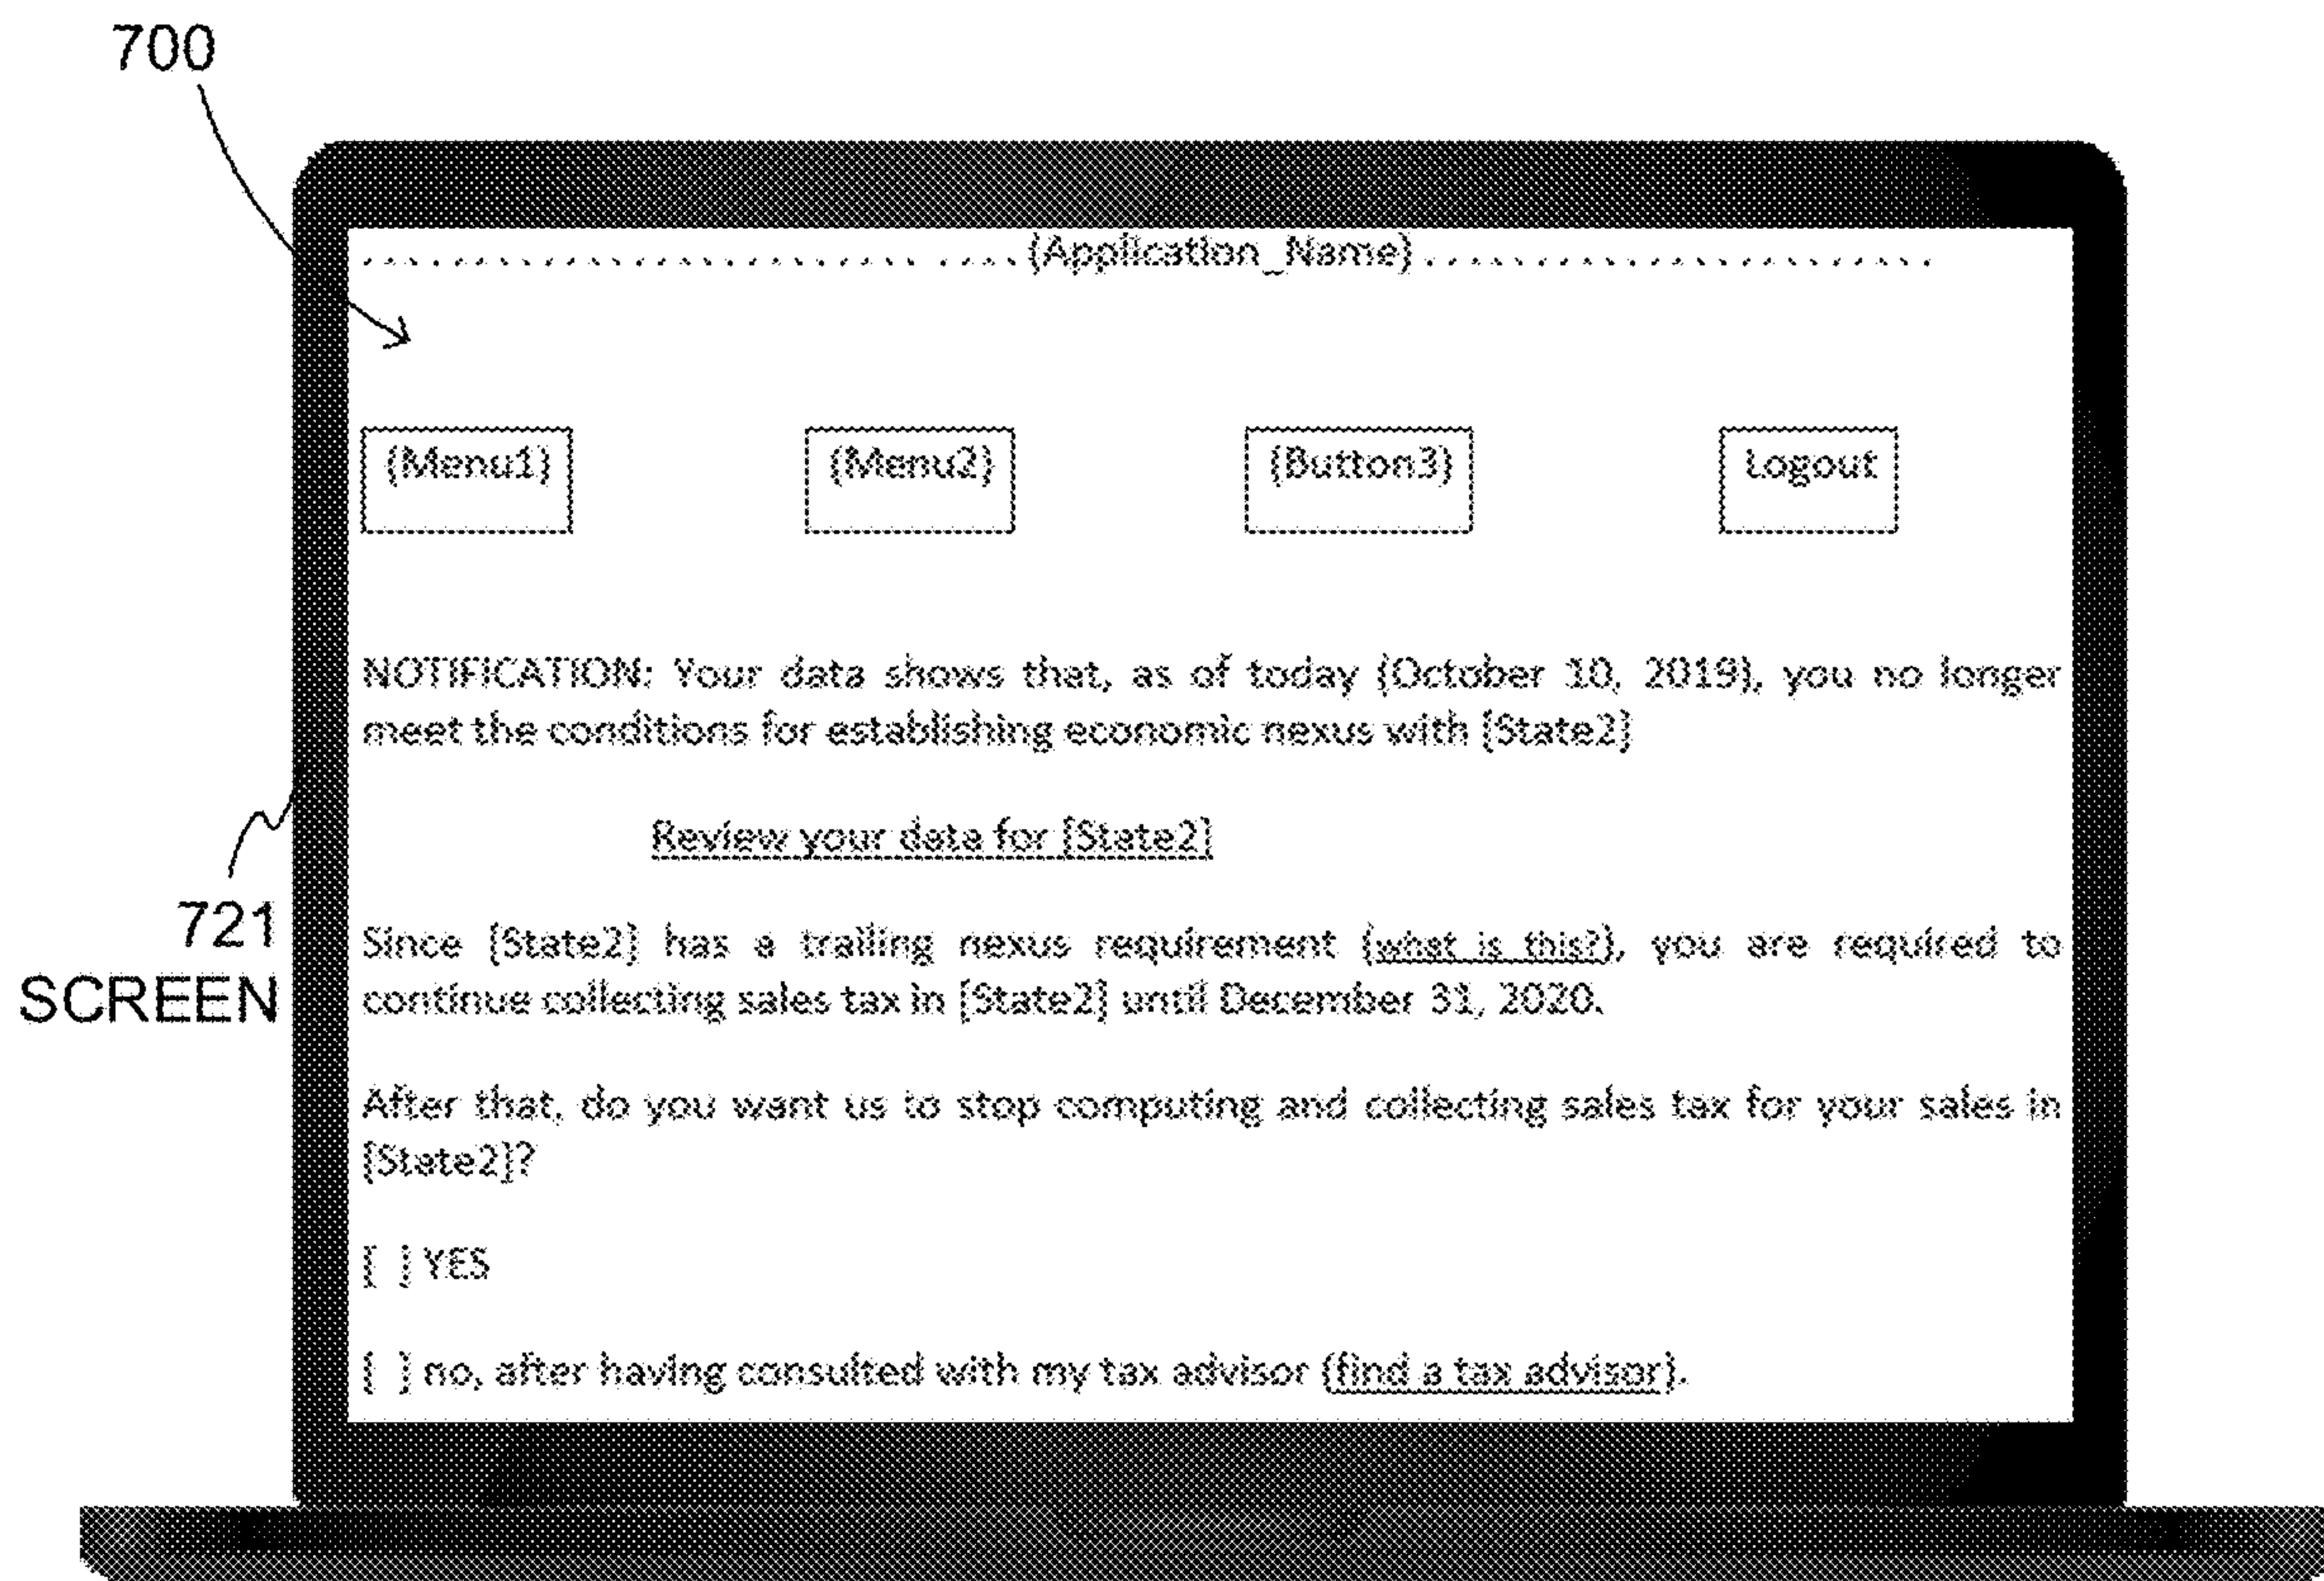 700
. . . . . . . . . . . . . . . . . . . . . . . . . . . . . (Application_Name) . . . . . . . . . . . . . . . . . . . . . . .
(Menu1) (Menu2) (Button3) Logout
NOTIFICATION: Your data shows that, as of today (October 10, 2019), you no longer
meet the conditions for establishing economic nexus with [State2]
Review your data for [State2]
721
SCREEN
Since [State2] has a trailing nexus requirement (what is this?), you are required to
continue collecting sales tax in [State2] until December 31, 2020.
After that, do you want us to stop computing and collecting sales tax for your sales in
[State2]?
[ ] YES
[ ] no, after having consulted with my tax advisor (find a tax advisor).